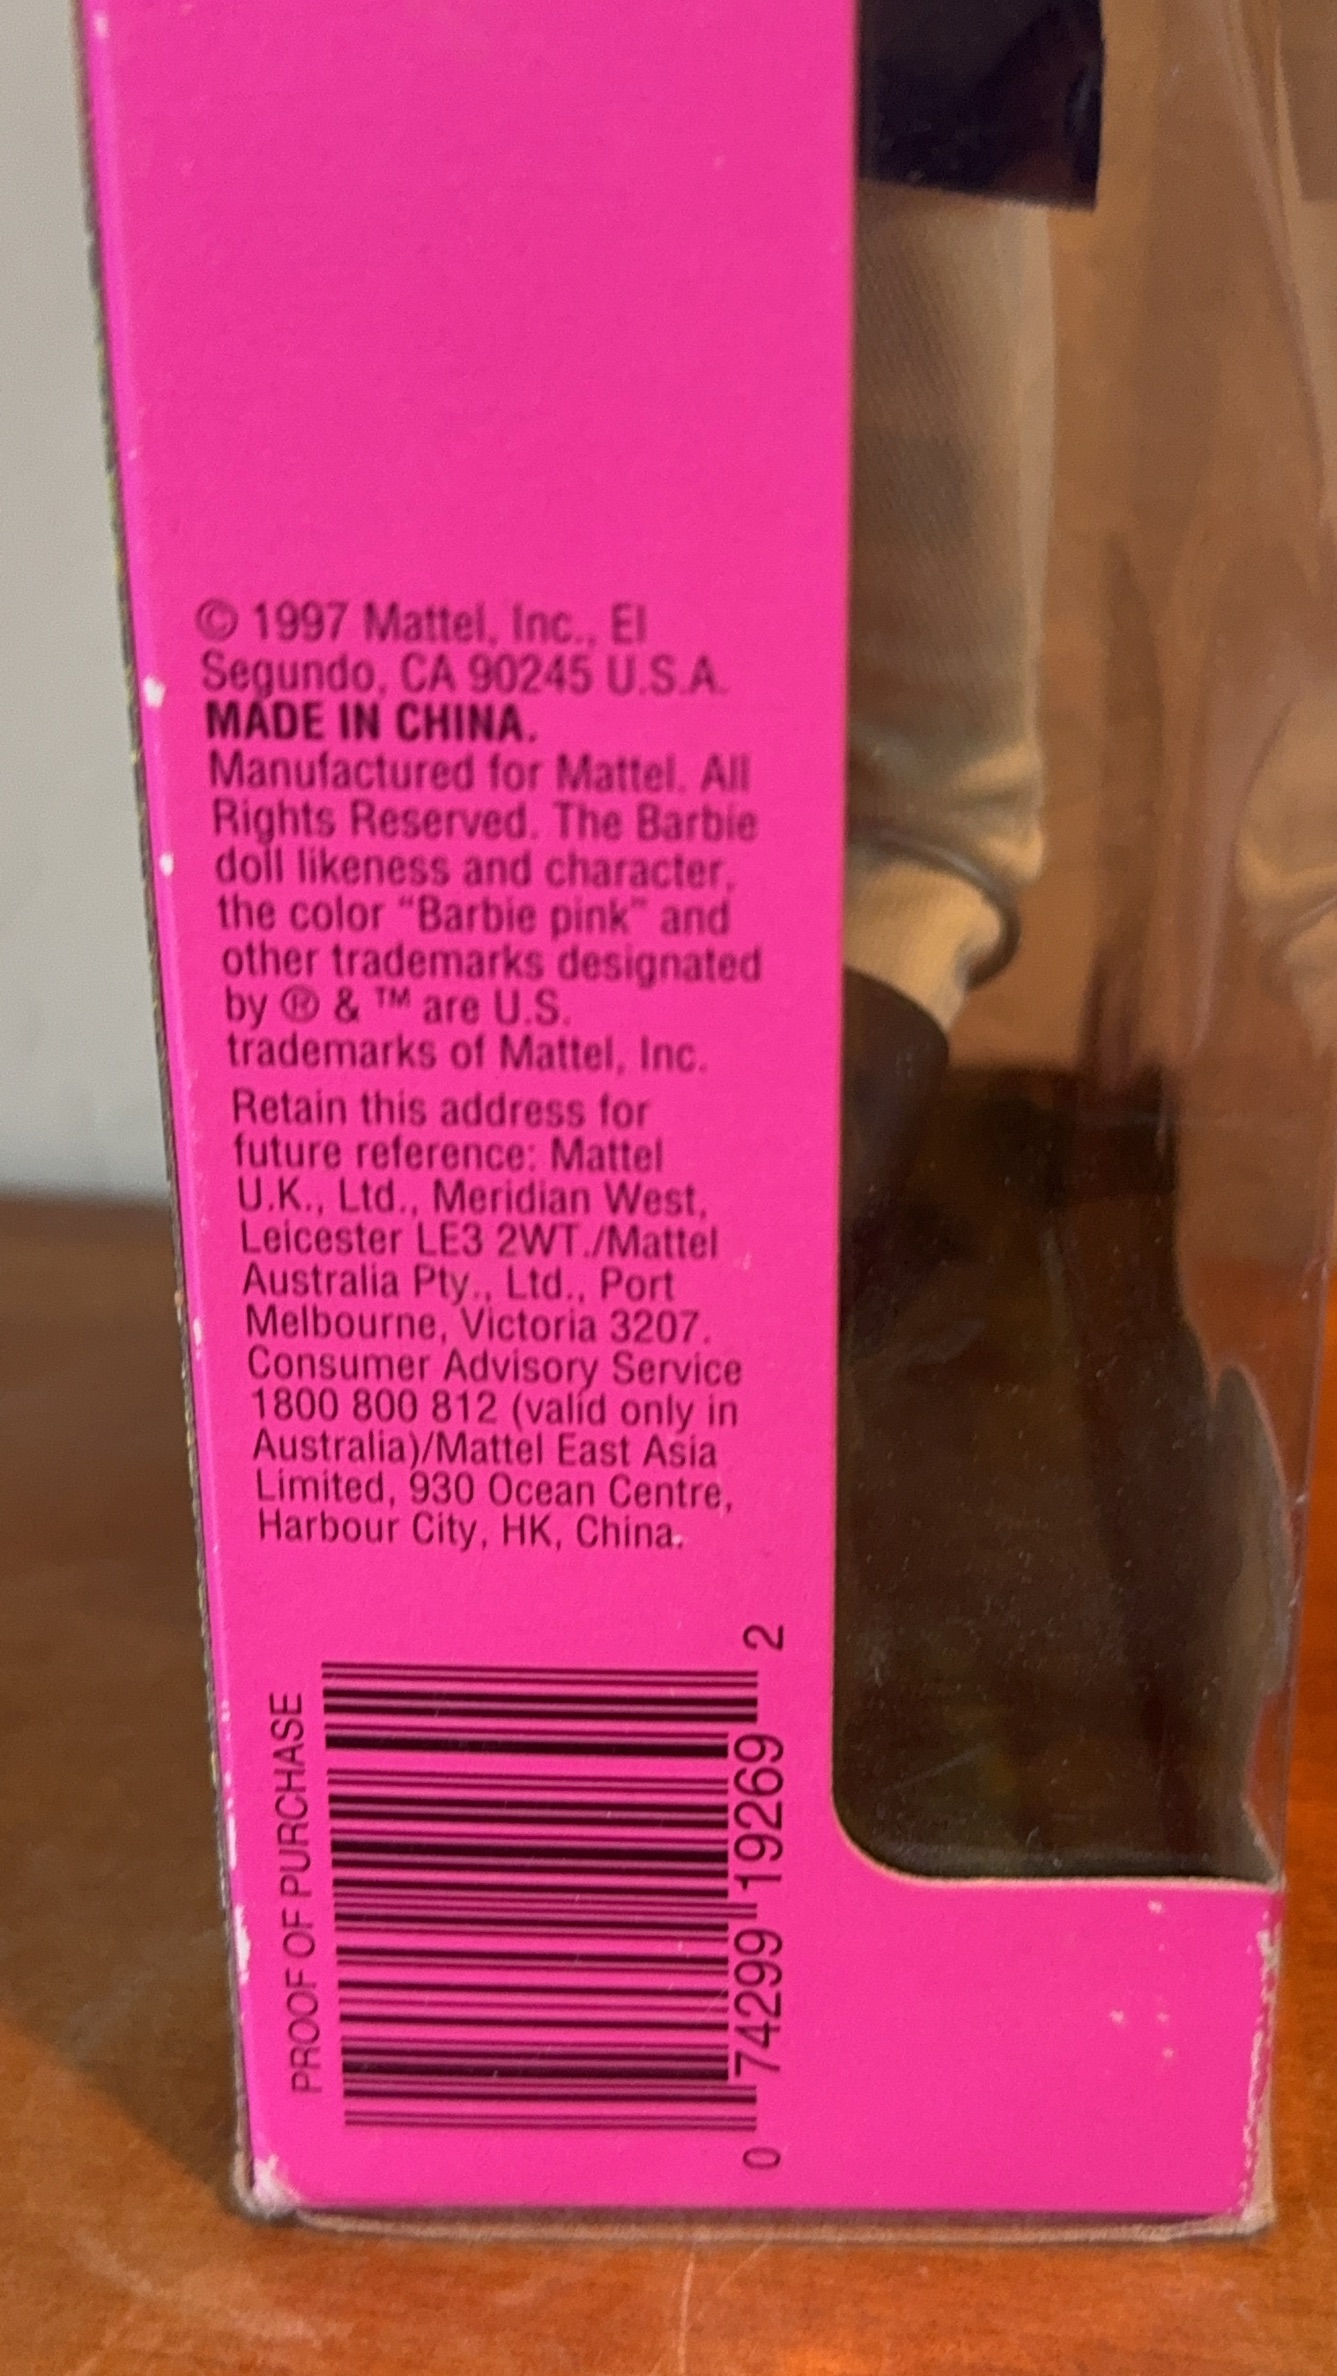 © 1997 Mattel, Inc., El
Segundo, CA 90245 U.S.A.
MADE IN CHINA.
Manufactured for Mattel. All
Rights Reserved. The Barbie
doll likeness and character,
the color “Barbie pink” and
other trademarks designated
by ® & ™ are U.S.
trademarks of Mattel, Inc.
Retain this address for
future reference: Mattel
U.K., Ltd., Meridian West,
Leicester LE3 2WT./Mattel
Australia Pty., Ltd., Port
Melbourne, Victoria 3207.
Consumer Advisory Service
1800 800 812 (valid only in
Australia)/Mattel East Asia
Limited, 930 Ocean Centre,
Harbour City, HK, China.
PROOF OF PURCHASE
0 74299 19269 2